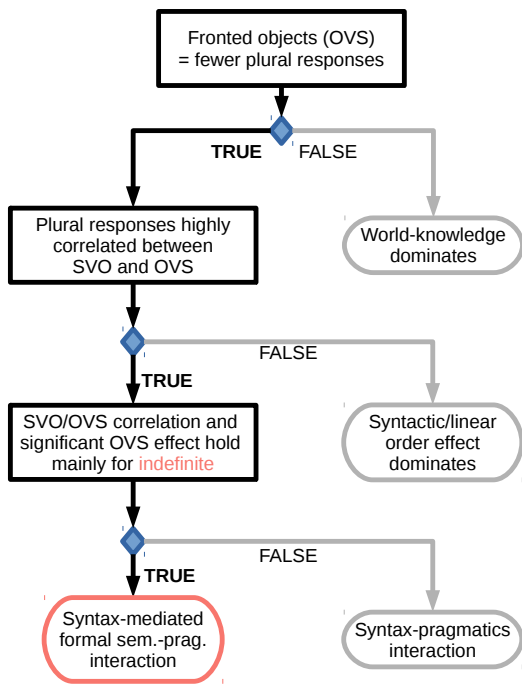 Fronted objects (OVS)
= fewer plural responses
TRUE
FALSE
Plural responses highly
correlated between
SVO and OVS
World-knowledge
dominates
FALSE
TRUE
SVO/OVS correlation and
significant OVS effect hold
mainly for indefinite
Syntactic/linear
order effect
dominates
FALSE
TRUE
Syntax-mediated
formal sem.-prag.
interaction
Syntax-pragmatics
interaction